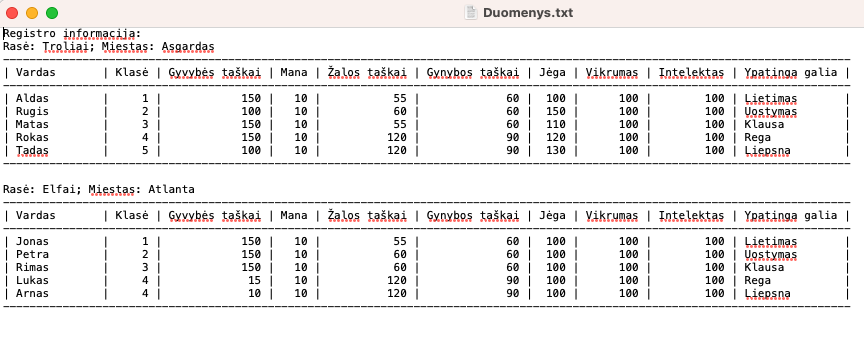 Duomenys.txt
Registro informacija:
Rasė: Troliai; Miestas: Asgardas
| Vardas | Klasė | Gyvybės taškai | Mana | Žalos taškai | Gynybos taškai | Jėga | Vikrumas | Intelektas | Ypatinga galia |
| Aldas | 1 | 150 | 10 | 55 | 60 | 100 | 100 | 100 | Lietimas |
| Rugis | 2 | 100 | 10 | 60 | 60 | 150 | 100 | 100 | Uostymas |
| Matas | 3 | 150 | 10 | 55 | 60 | 110 | 100 | 100 | Klausa |
| Rokas | 4 | 150 | 10 | 120 | 90 | 120 | 100 | 100 | Rega |
| Tadas | 5 | 100 | 10 | 120 | 90 | 130 | 100 | 100 | Liepsna |
Rasė: Elfai; Miestas: Atlanta
| Vardas | Klasė | Gyvybės taškai | Mana | Žalos taškai | Gynybos taškai | Jėga | Vikrumas | Intelektas | Ypatinga galia |
| Jonas | 1 | 150 | 10 | 55 | 60 | 100 | 100 | 100 | Lietimas |
| Petra | 2 | 150 | 10 | 60 | 60 | 100 | 100 | 100 | Uostymas |
| Rimas | 3 | 150 | 10 | 60 | 60 | 100 | 100 | 100 | Klausa |
| Lukas | 4 | 15 | 10 | 120 | 90 | 100 | 100 | 100 | Rega |
| Arnas | 4 | 10 | 10 | 120 | 90 | 100 | 100 | 100 | Liepsna |